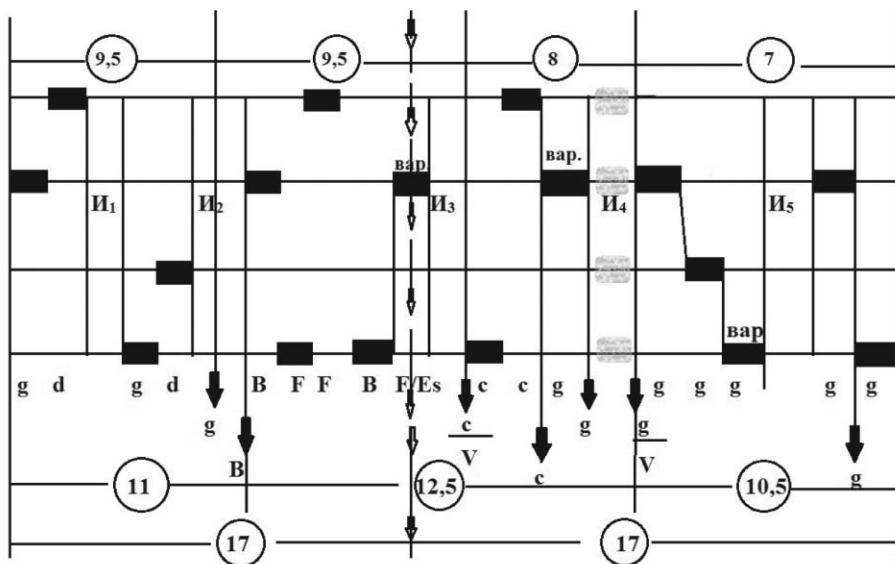 9,5 9,5 8 7
вар. вар.
И1 И2 И3 И4 И5
вар
g d g d B F F B F/Es c c g g g g g g
g c g g
V V
B c g
11 12,5 10,5
17 17